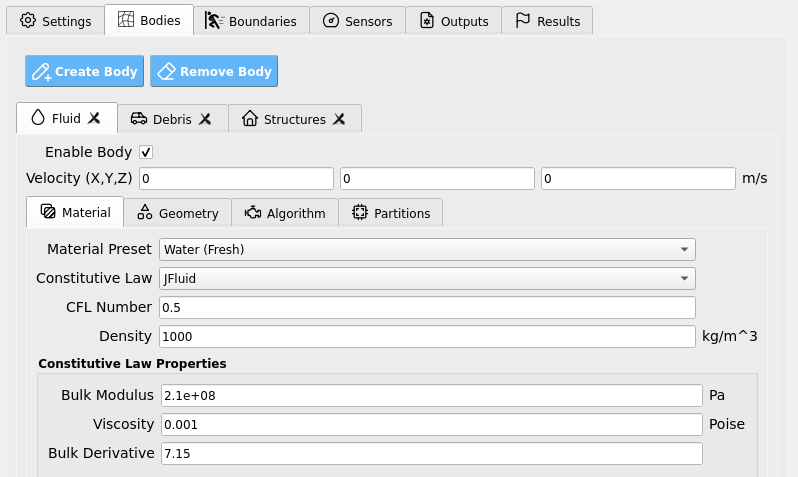 Settings Bodies Boundaries Sensors Outputs Results
Create Body Remove Body
Fluid Debris Structures
Enable Body
Velocity (X,Y,Z) 0 0 0 m/s
Material Geometry Algorithm Partitions
Material Preset Water (Fresh)
Constitutive Law JFluid
CFL Number 0.5
Density 1000 kg/m^3
Constitutive Law Properties
Bulk Modulus 2.1e+08 Pa
Viscosity 0.001 Poise
Bulk Derivative 7.15